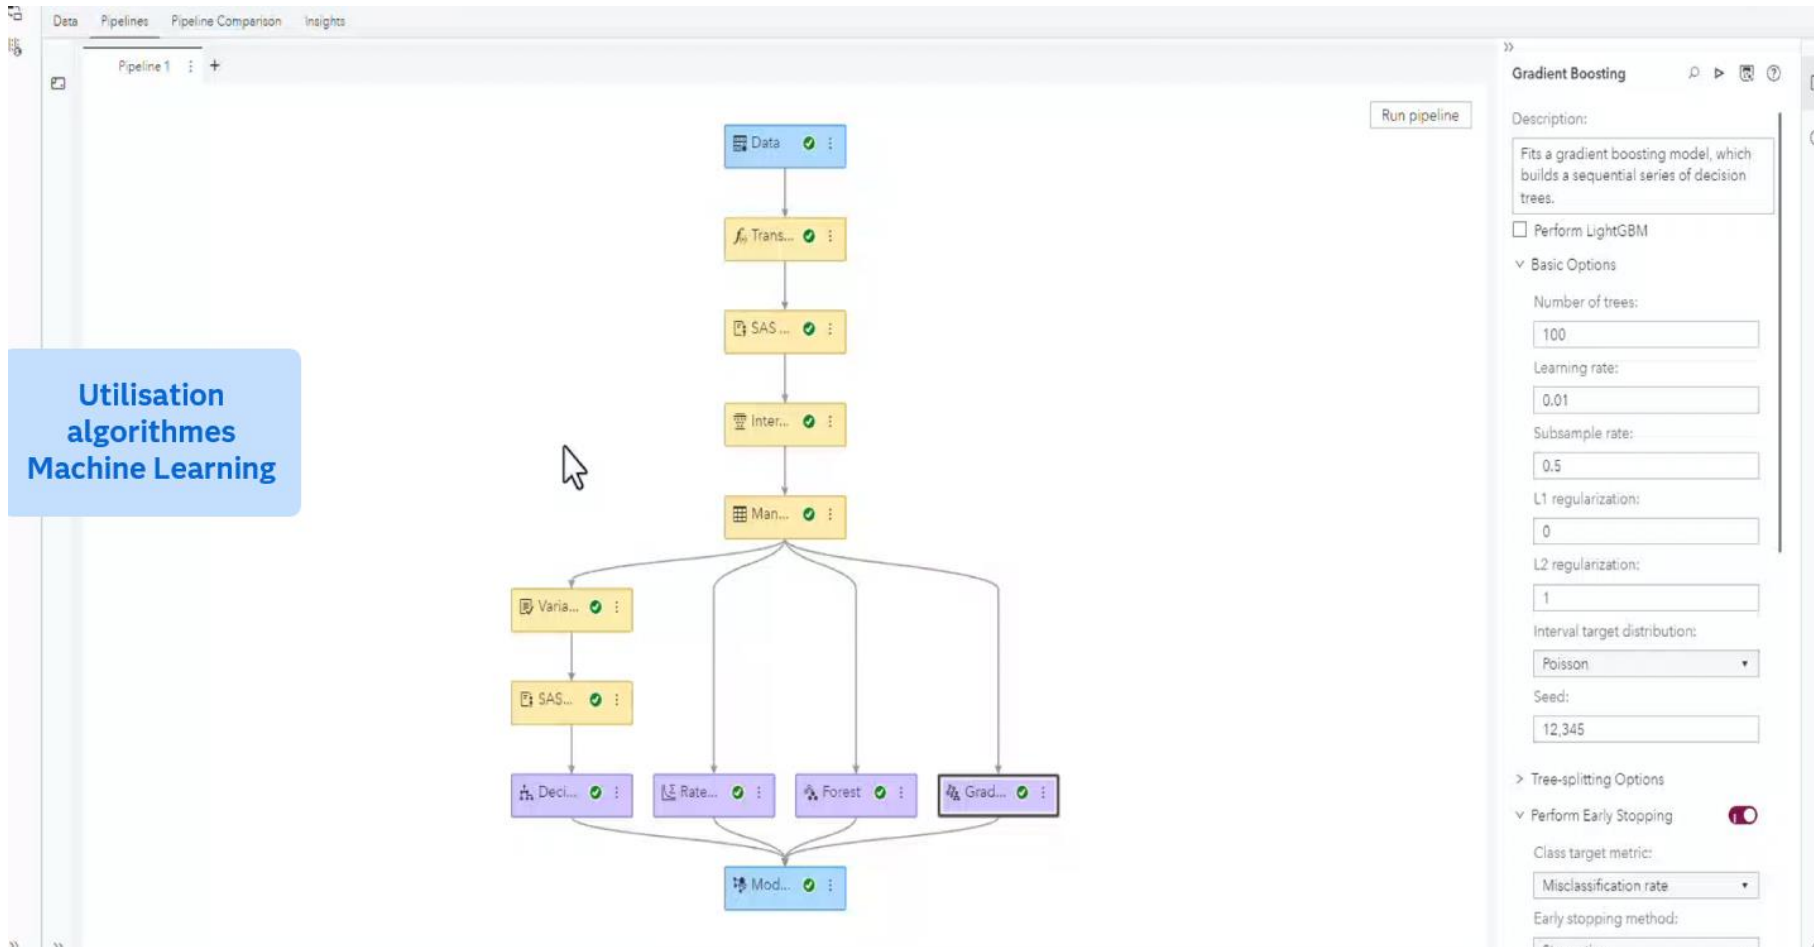 Data Pipelines Pipeline Comparison Insights
Pipeline 1
+
Run pipeline
Data
Trans...
SAS ...
Inter...
Man...
Varia...
SAS...
Deci... Rate... Forest Grad...
Mod...
Utilisation
algorithmes
Machine Learning
Gradient Boosting
Description:
Fits a gradient boosting model, which
builds a sequential series of decision
trees.
Perform LightGBM
Basic Options
Number of trees:
100
Learning rate:
0.01
Subsample rate:
0.5
L1 regularization:
0
L2 regularization:
1
Interval target distribution:
Poisson
Seed:
12,345
Tree-splitting Options
Perform Early Stopping
Class target metric:
Misclassification rate
Early stopping method: